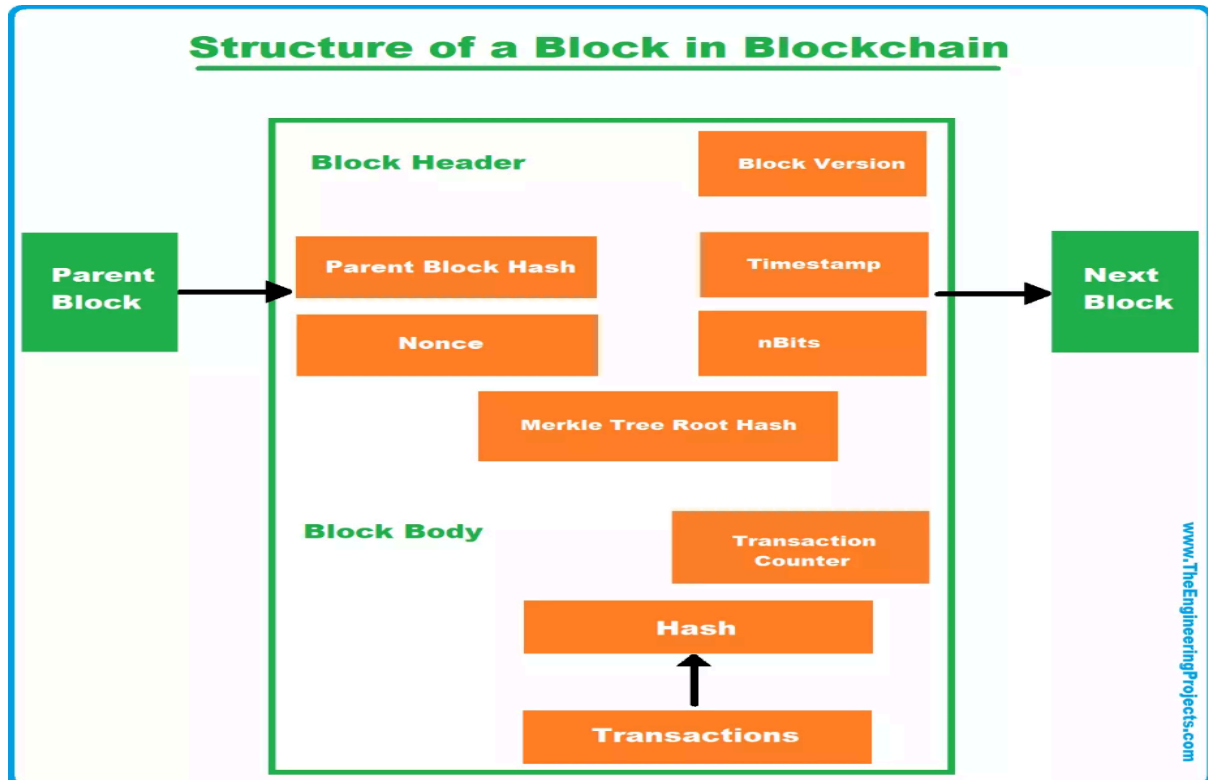 Structure of a Block in Blockchain
Block Header
Block Version
Parent
Block
Parent Block Hash
Timestamp
Next
Block
Nonce
nBits
Merkle Tree Root Hash
Block Body
Transaction
Counter
Hash
Transactions
www.TheEngineeringProjects.com